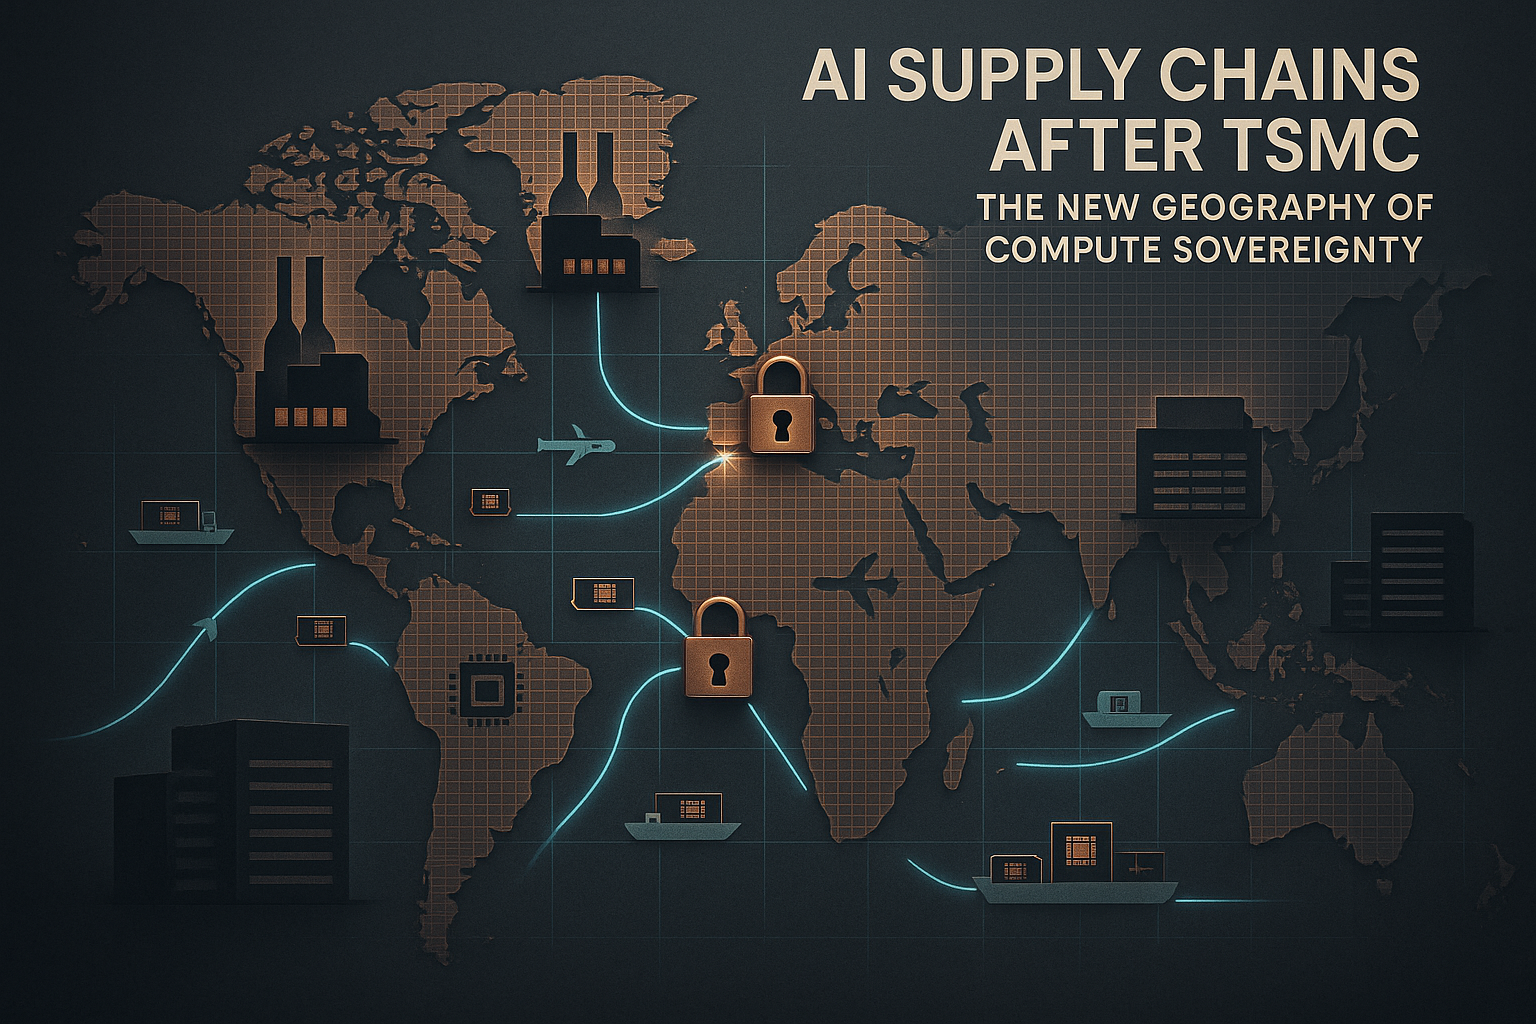 AI SUPPLY CHAINS
AFTER TSMC
THE NEW GEOGRAPHY OF
COMPUTE SOVEREIGNTY